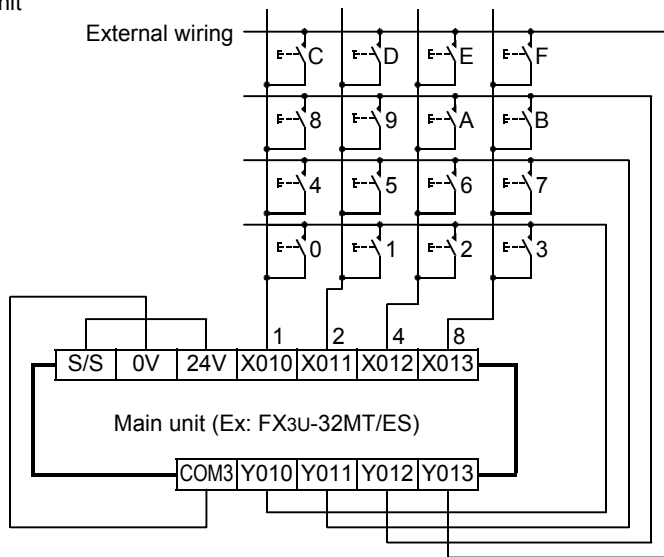 nit
External wiring
C D E F
8 9 A B
4 5 6 7
0 1 2 3
1 2 4 8
S/S 0V 24V X010 X011 X012 X013
Main unit (Ex: FX3U-32MT/ES)
COM3 Y010 Y011 Y012 Y013